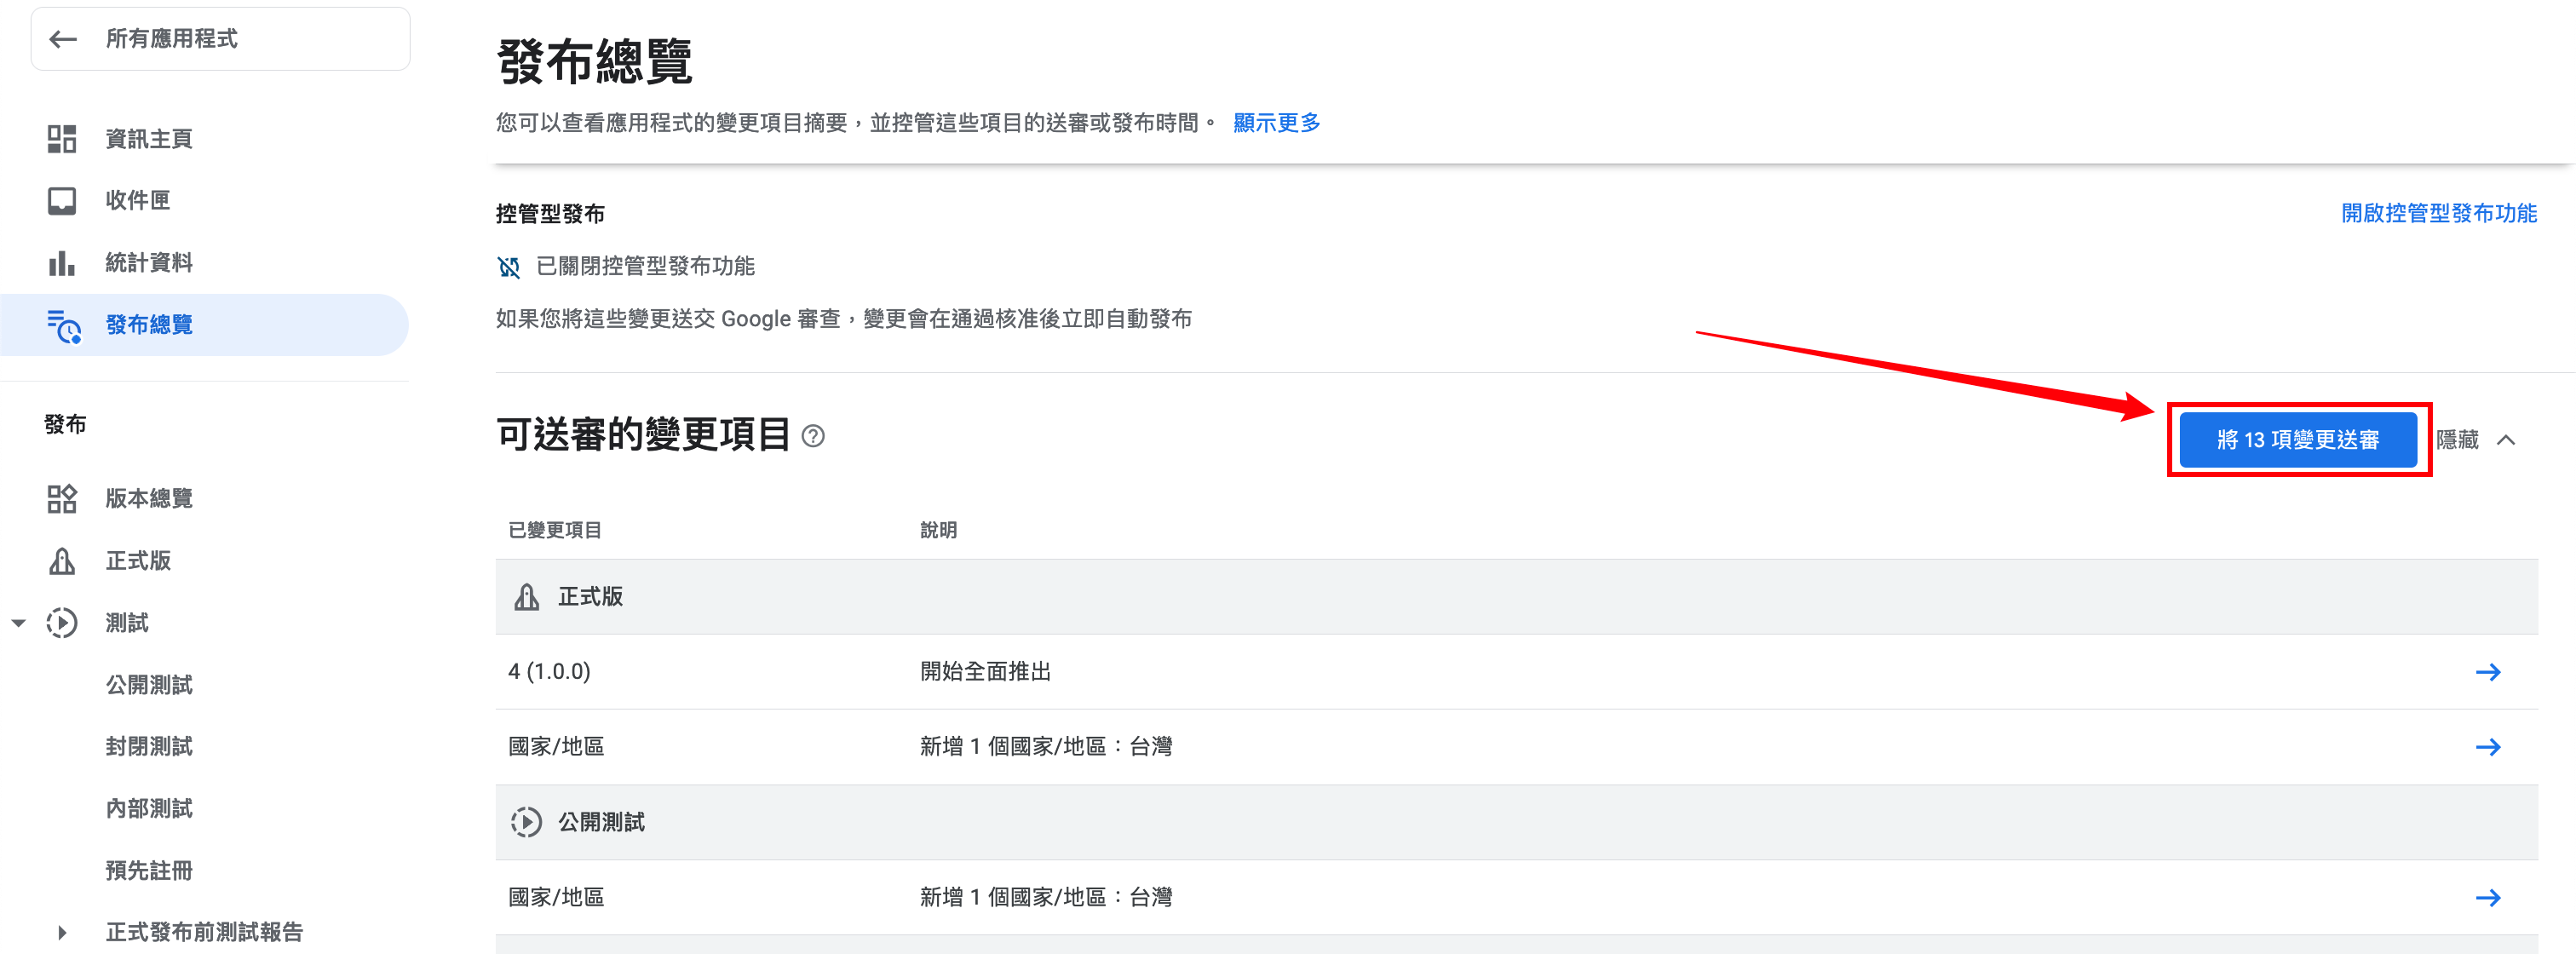 所有應用程式
資訊主頁
收件匣
統計資料
發布總覽
發布
版本總覽
正式版
測試
公開測試
封閉測試
內部測試
預先註冊
正式發布前測試報告
發布總覽
您可以查看應用程式的變更項目摘要，並控管這些項目的送審或發布時間。 顯示更多
控管型發布
開啟控管型發布功能
已關閉控管型發布功能
如果您將這些變更送交 Google 審查，變更會在通過核准後立即自動發布
可送審的變更項目
將 13 項變更送審 隱藏
已變更項目 說明
正式版
4 (1.0.0) 開始全面推出
國家/地區 新增 1 個國家/地區：台灣
公開測試
國家/地區 新增 1 個國家/地區：台灣